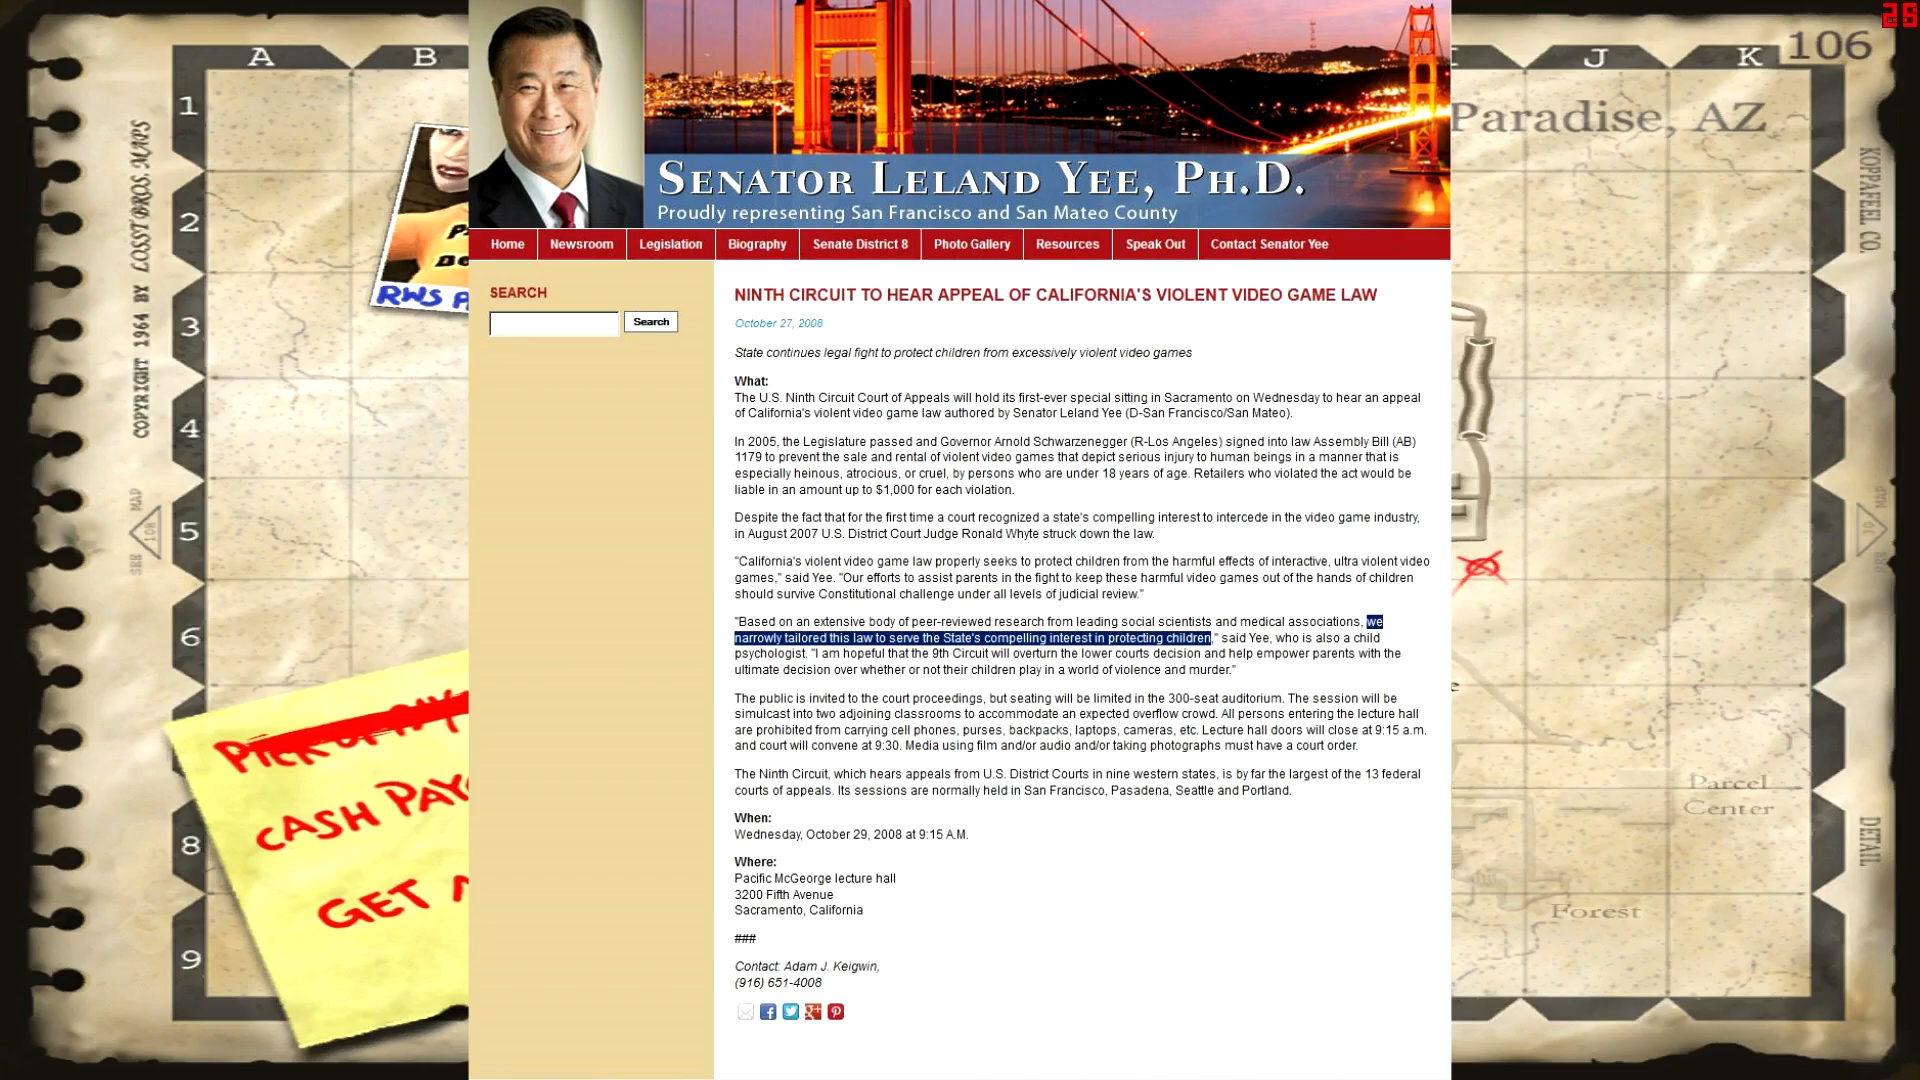 25
A B
J K 106
Paradise, AZ
1
2
3
4
5
6
8
9
COPYRIGHT 1964 BY LOSST BROS. MAPS
SEE MAP
KOPPAFEEL CO.
DETAIL
RWS
PICK UP MY
CASH PAY
GET
Parcel
Center
Forest
SENATOR LELAND YEE, PH.D.
Proudly representing San Francisco and San Mateo County
Home Newsroom Legislation Biography Senate District 8 Photo Gallery Resources Speak Out Contact Senator Yee
SEARCH
Search
NINTH CIRCUIT TO HEAR APPEAL OF CALIFORNIA'S VIOLENT VIDEO GAME LAW
October 27, 2008
State continues legal fight to protect children from excessively violent video games
What:
The U.S. Ninth Circuit Court of Appeals will hold its first-ever special sitting in Sacramento on Wednesday to hear an appeal
of California's violent video game law authored by Senator Leland Yee (D-San Francisco/San Mateo).
In 2005, the Legislature passed and Governor Arnold Schwarzenegger (R-Los Angeles) signed into law Assembly Bill (AB)
1179 to prevent the sale and rental of violent video games that depict serious injury to human beings in a manner that is
especially heinous, atrocious, or cruel, by persons who are under 18 years of age. Retailers who violated the act would be
liable in an amount up to $1,000 for each violation.
Despite the fact that for the first time a court recognized a state's compelling interest to intercede in the video game industry,
in August 2007 U.S. District Court Judge Ronald Whyte struck down the law.
"California's violent video game law properly seeks to protect children from the harmful effects of interactive, ultra violent video
games," said Yee. "Our efforts to assist parents in the fight to keep these harmful video games out of the hands of children
should survive Constitutional challenge under all levels of judicial review."
"Based on an extensive body of peer-reviewed research from leading social scientists and medical associations, we
narrowly tailored this law to serve the State's compelling interest in protecting children," said Yee, who is also a child
psychologist. "I am hopeful that the 9th Circuit will overturn the lower courts decision and help empower parents with the
ultimate decision over whether or not their children play in a world of violence and murder."
The public is invited to the court proceedings, but seating will be limited in the 300-seat auditorium. The session will be
simulcast into two adjoining classrooms to accommodate an expected overflow crowd. All persons entering the lecture hall
are prohibited from carrying cell phones, purses, backpacks, laptops, cameras, etc. Lecture hall doors will close at 9:15 a.m.
and court will convene at 9:30. Media using film and/or audio and/or taking photographs must have a court order.
The Ninth Circuit, which hears appeals from U.S. District Courts in nine western states, is by far the largest of the 13 federal
courts of appeals. Its sessions are normally held in San Francisco, Pasadena, Seattle and Portland.
When:
Wednesday, October 29, 2008 at 9:15 A.M.
Where:
Pacific McGeorge lecture hall
3200 Fifth Avenue
Sacramento, California
###
Contact: Adam J. Keigwin,
(916) 651-4008